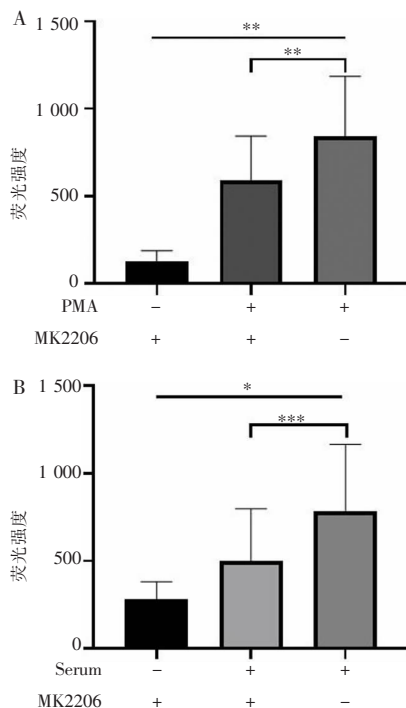 A
1 500
**
**
1 000
荧光强度
500
0
PMA － + +
MK2206 + + －
B
1 500
*
***
1 000
荧光强度
500
0
Serum － + +
MK2206 + + －